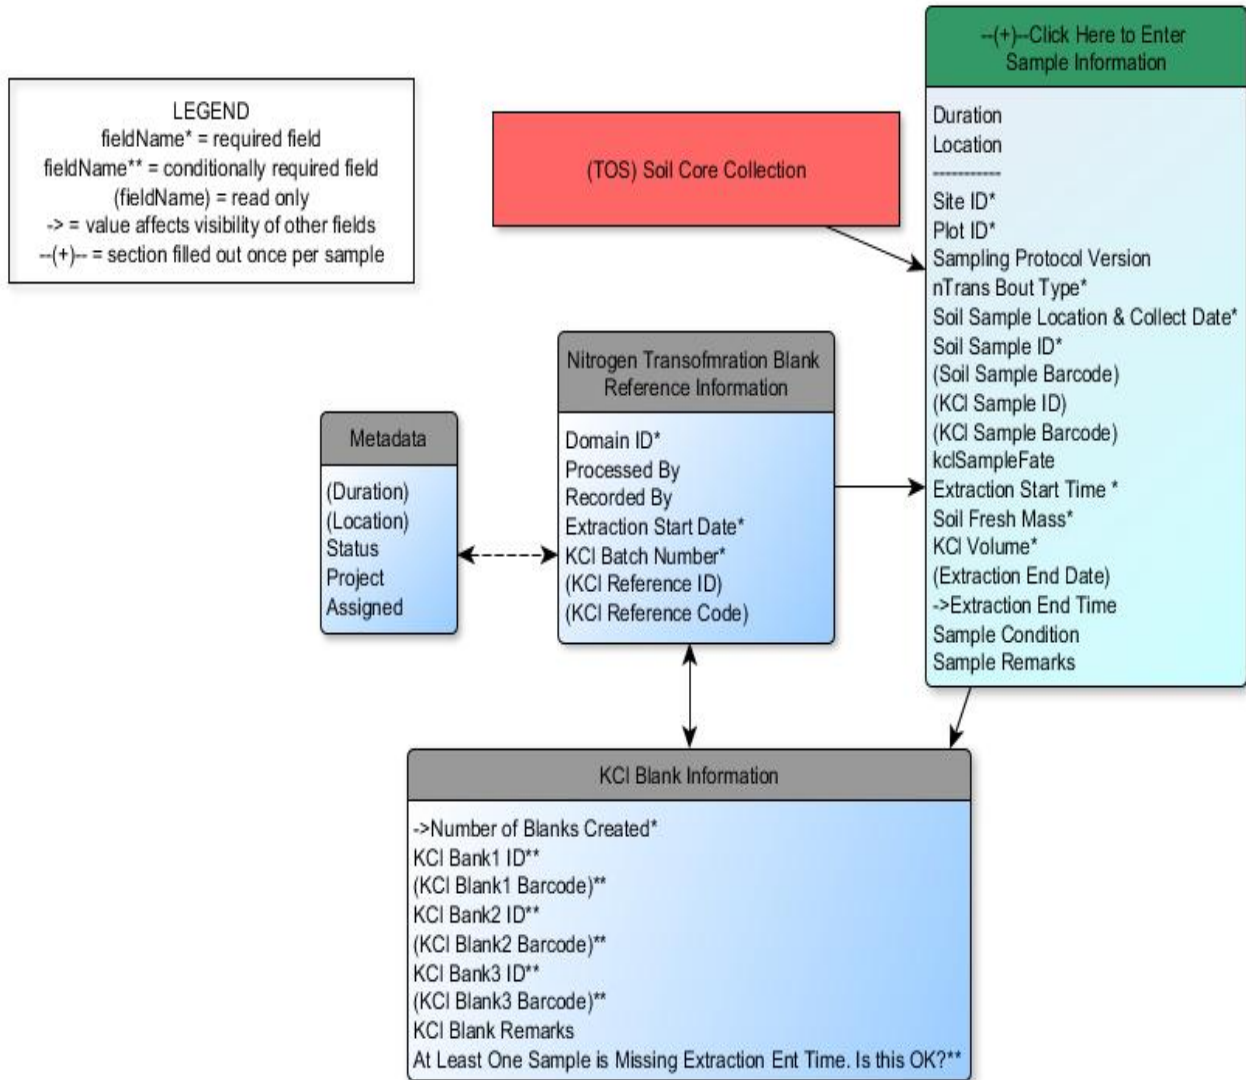 LEGEND
fieldName* = required field
fieldName** = conditionally required field
(fieldName) = read only
-> = value affects visibility of other fields
--(+)-- = section filled out once per sample
(TOS) Soil Core Collection
--(+)--Click Here to Enter
Sample Information
Duration
Location
-----------
Site ID*
Plot ID*
Sampling Protocol Version
nTrans Bout Type*
Soil Sample Location & Collect Date*
Soil Sample ID*
(Soil Sample Barcode)
(KCl Sample ID)
(KCl Sample Barcode)
kclSampleFate
Extraction Start Time *
Soil Fresh Mass*
KCl Volume*
(Extraction End Date)
->Extraction End Time
Sample Condition
Sample Remarks
Nitrogen Transofmration Blank
Reference Information
Domain ID*
Processed By
Recorded By
Extraction Start Date*
KCl Batch Number*
(KCl Reference ID)
(KCl Reference Code)
Metadata
(Duration)
(Location)
Status
Project
Assigned
KCl Blank Information
->Number of Blanks Created*
KCl Bank1 ID**
(KCl Blank1 Barcode)**
KCl Bank2 ID**
(KCl Blank2 Barcode)**
KCl Bank3 ID**
(KCl Blank3 Barcode)**
KCl Blank Remarks
At Least One Sample is Missing Extraction Ent Time. Is this OK?**